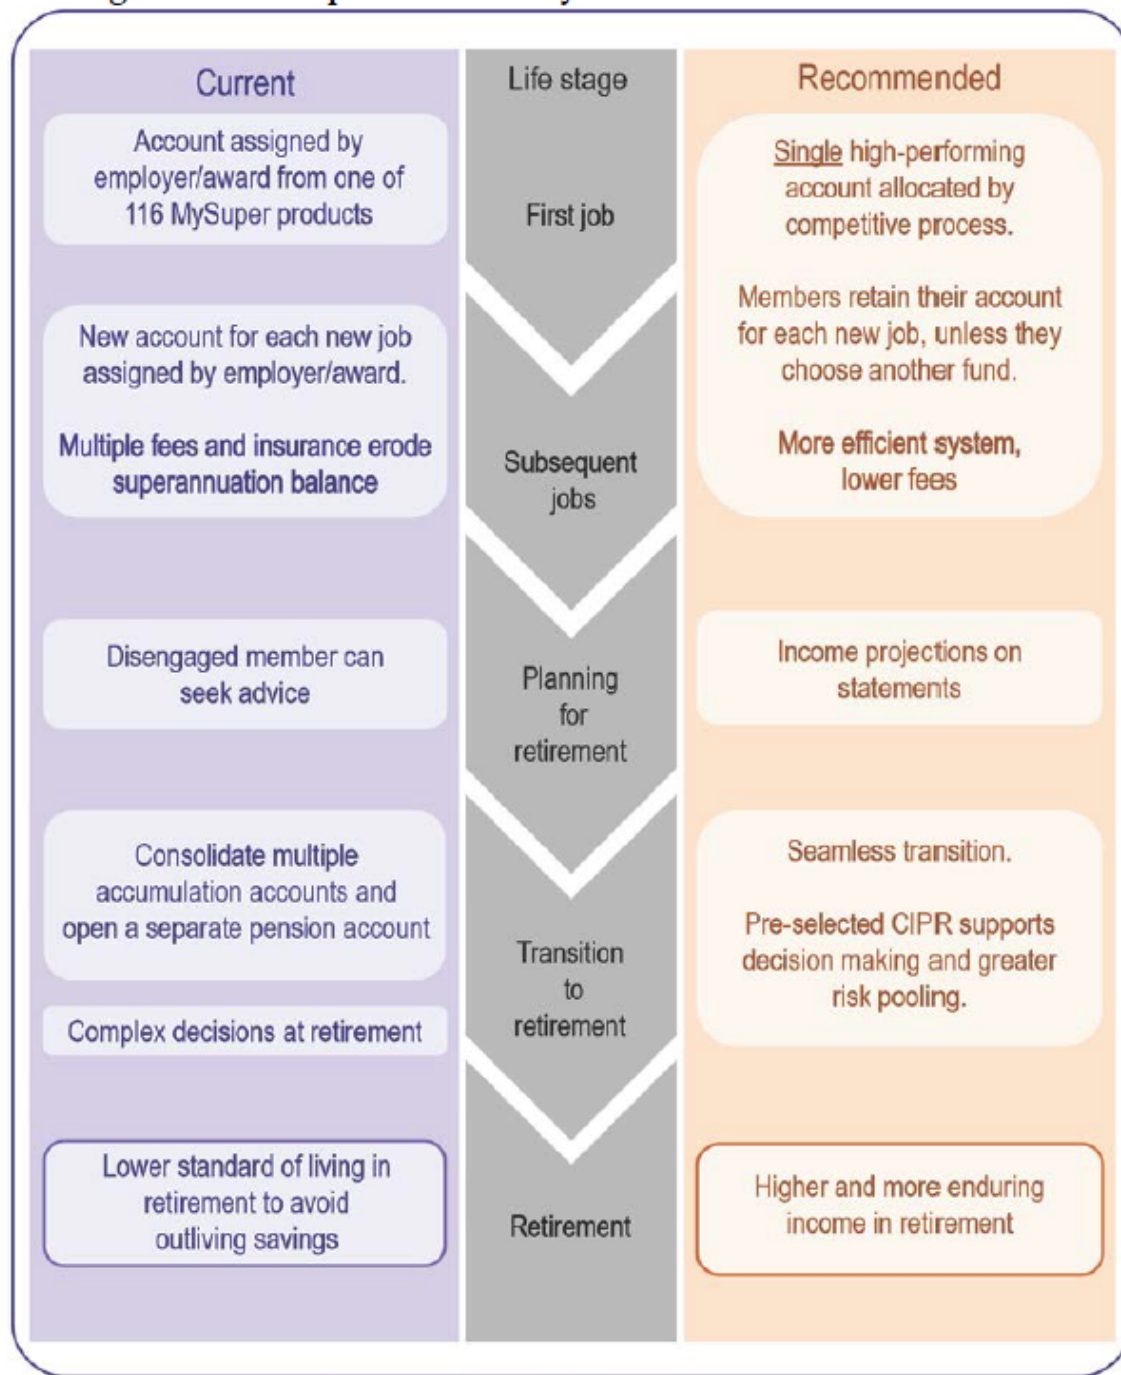 Current
Account assigned by
employer/award from one of
116 MySuper products
New account for each new job
assigned by employer/award.
Multiple fees and insurance erode
superannuation balance
Disengaged member can
seek advice
Consolidate multiple
accumulation accounts and
open a separate pension account
Complex decisions at retirement
Lower standard of living in
retirement to avoid
outliving savings
Life stage
First job
Subsequent
jobs
Planning
for
retirement
Transition
to
retirement
Retirement
Recommended
Single high-performing
account allocated by
competitive process.
Members retain their account
for each new job, unless they
choose another fund.
More efficient system,
lower fees
Income projections on
statements
Seamless transition.
Pre-selected CIPR supports
decision making and greater
risk pooling.
Higher and more enduring
income in retirement